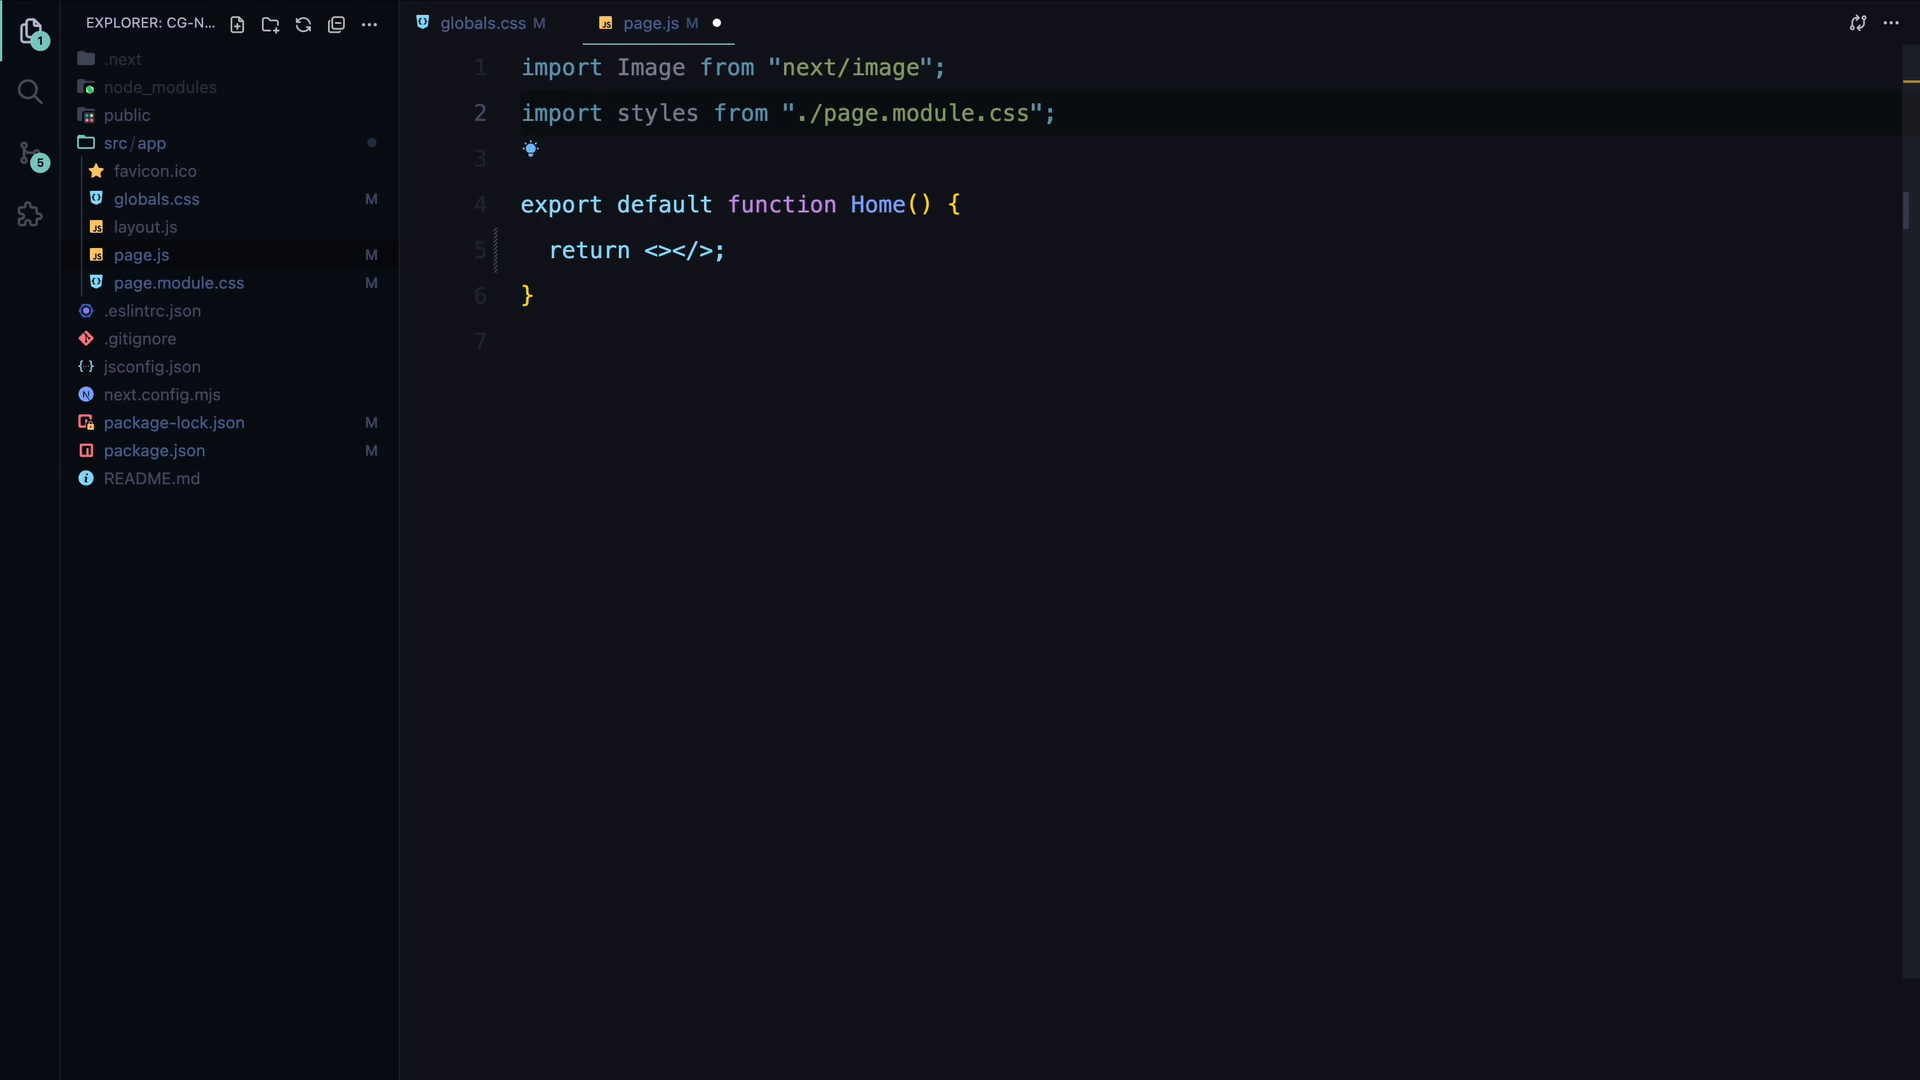 EXPLORER: CG-N...
1
5
.next
node_modules
public
src/app
favicon.ico
globals.css M
layout.js
page.js M
page.module.css M
.eslintrc.json
.gitignore
jsconfig.json
next.config.mjs
package-lock.json M
package.json M
README.md
globals.css M
page.js M
1 import Image from "next/image";
2 import styles from "./page.module.css";
3
4 export default function Home() {
5 return <></>;
6 }
7